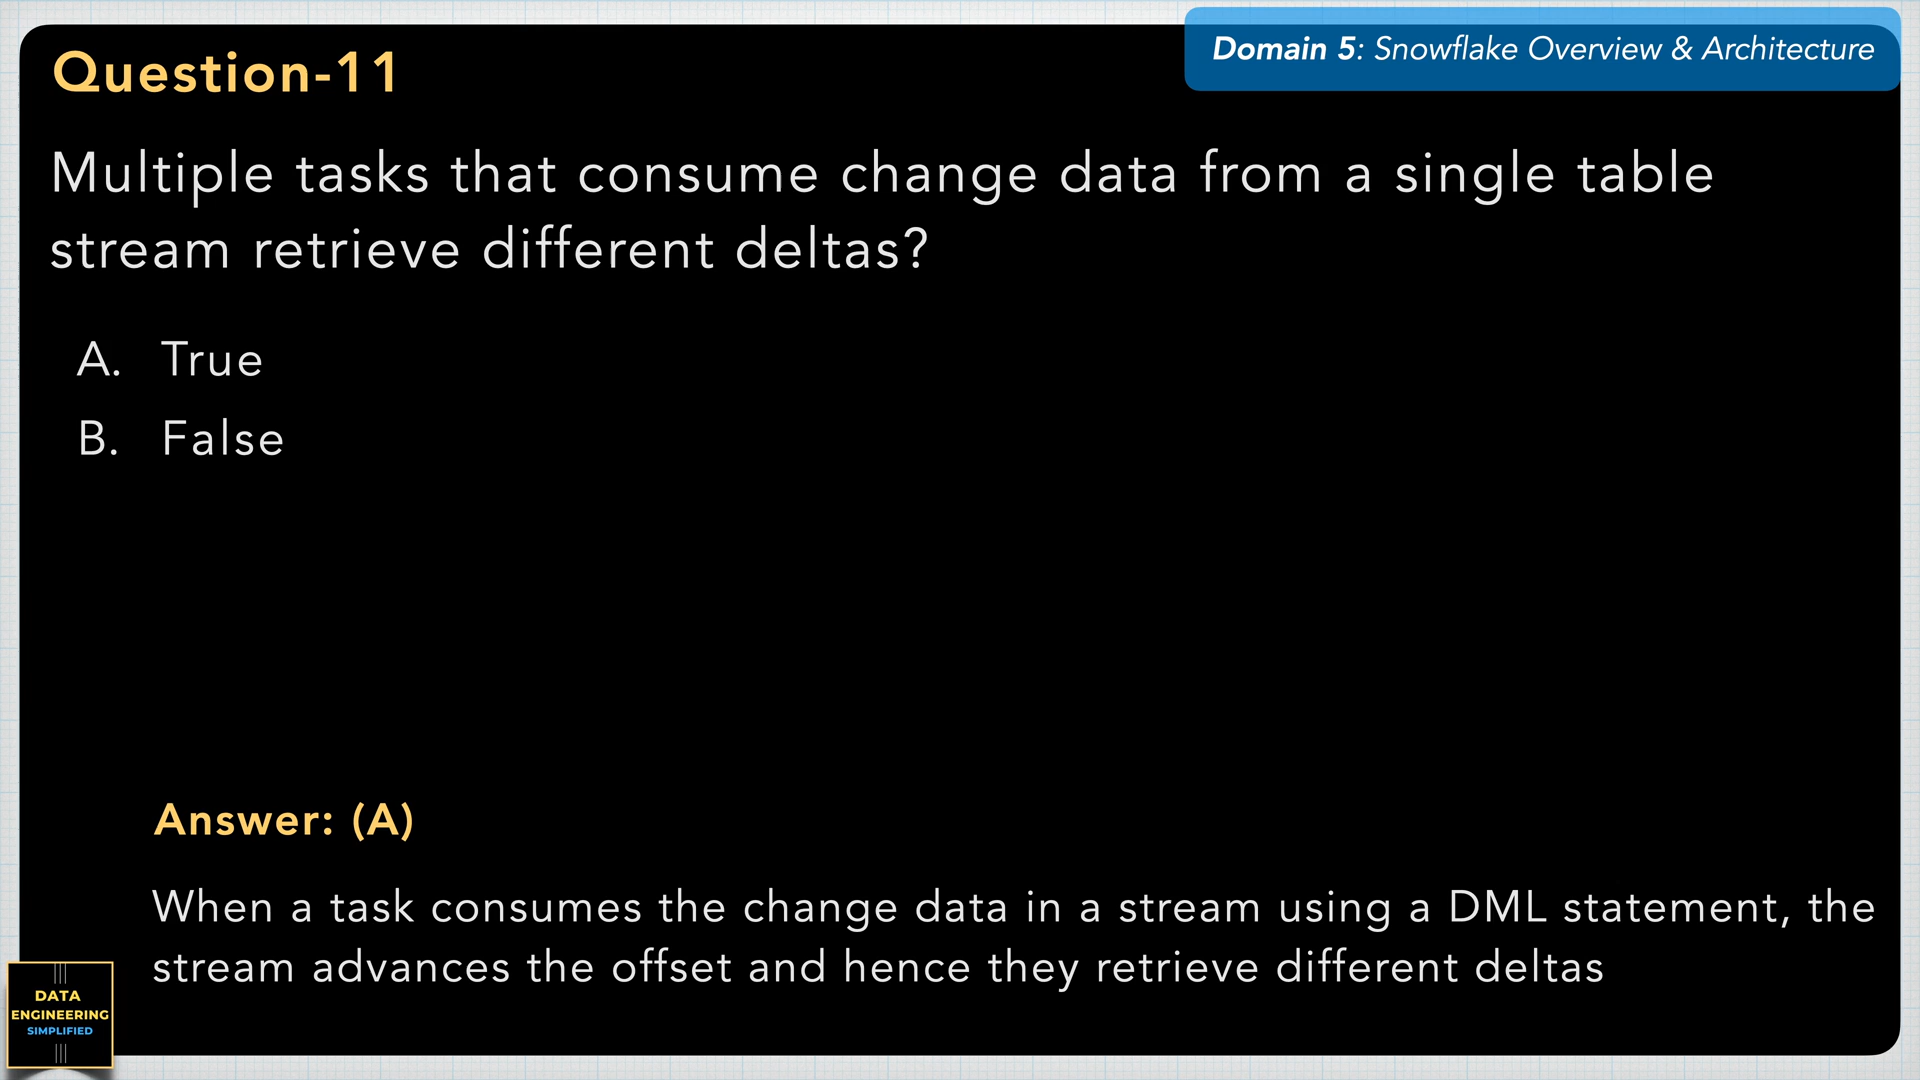 Domain 5: Snowflake Overview & Architecture
Question-11
Multiple tasks that consume change data from a single table
stream retrieve different deltas?
A. True
B. False
Answer: (A)
When a task consumes the change data in a stream using a DML statement, the
stream advances the offset and hence they retrieve different deltas
DATA
ENGINEERING
SIMPLIFIED